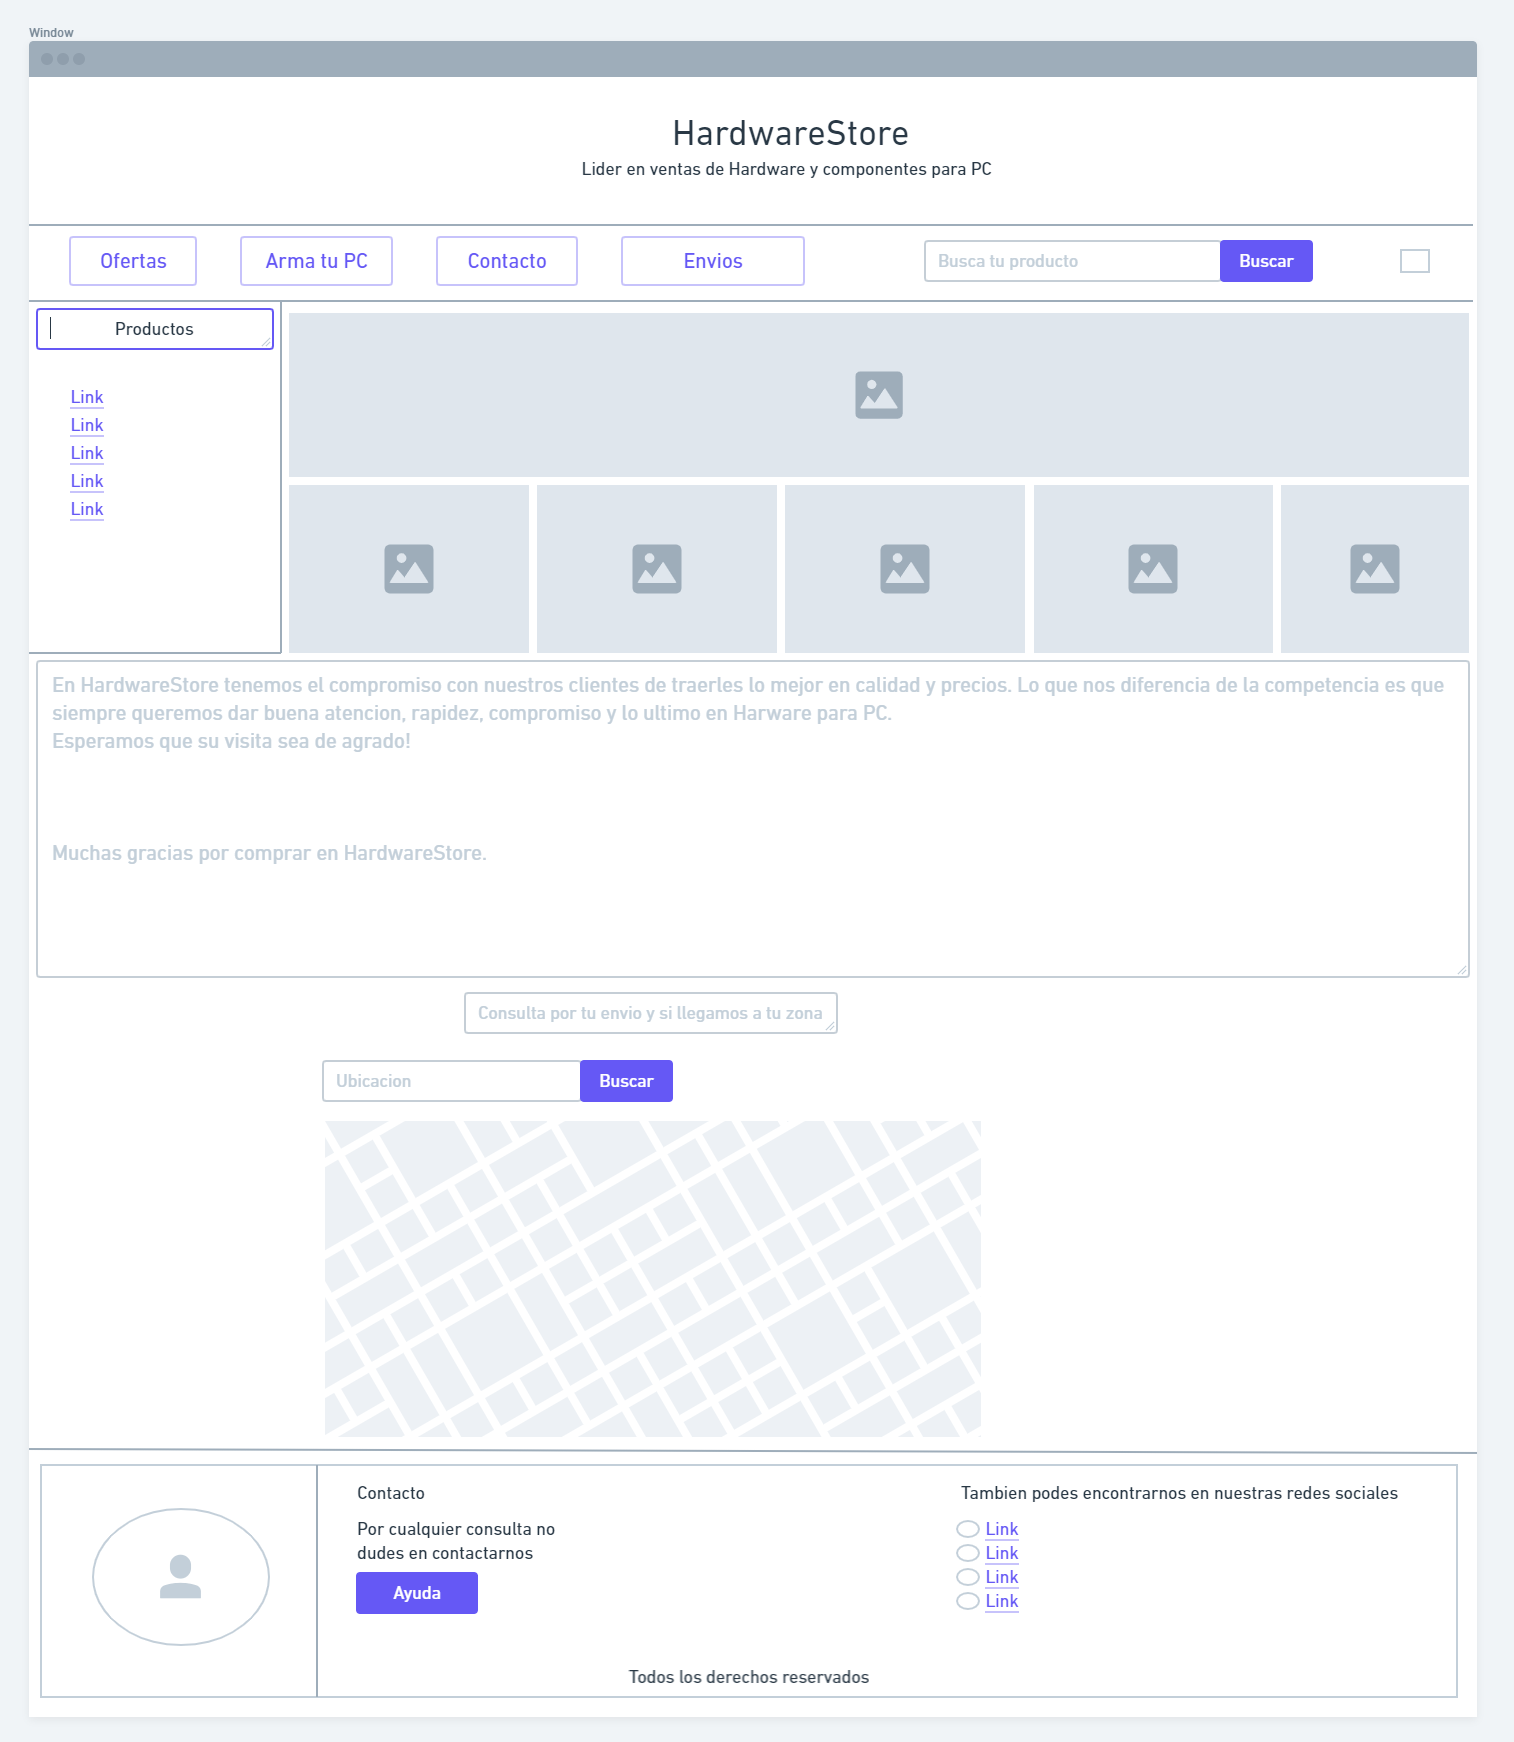 Window
HardwareStore
Lider en ventas de Hardware y componentes para PC
Ofertas
Arma tu PC
Contacto
Envios
Busca tu producto
Buscar
Productos
Link
Link
Link
Link
Link
En HardwareStore tenemos el compromiso con nuestros clientes de traerles lo mejor en calidad y precios. Lo que nos diferencia de la competencia es que
siempre queremos dar buena atencion, rapidez, compromiso y lo ultimo en Harware para PC.
Esperamos que su visita sea de agrado!
Muchas gracias por comprar en HardwareStore.
Consulta por tu envio y si llegamos a tu zona
Ubicacion
Buscar
Contacto
Por cualquier consulta no
dudes en contactarnos
Ayuda
Tambien podes encontrarnos en nuestras redes sociales
Link
Link
Link
Link
Todos los derechos reservados